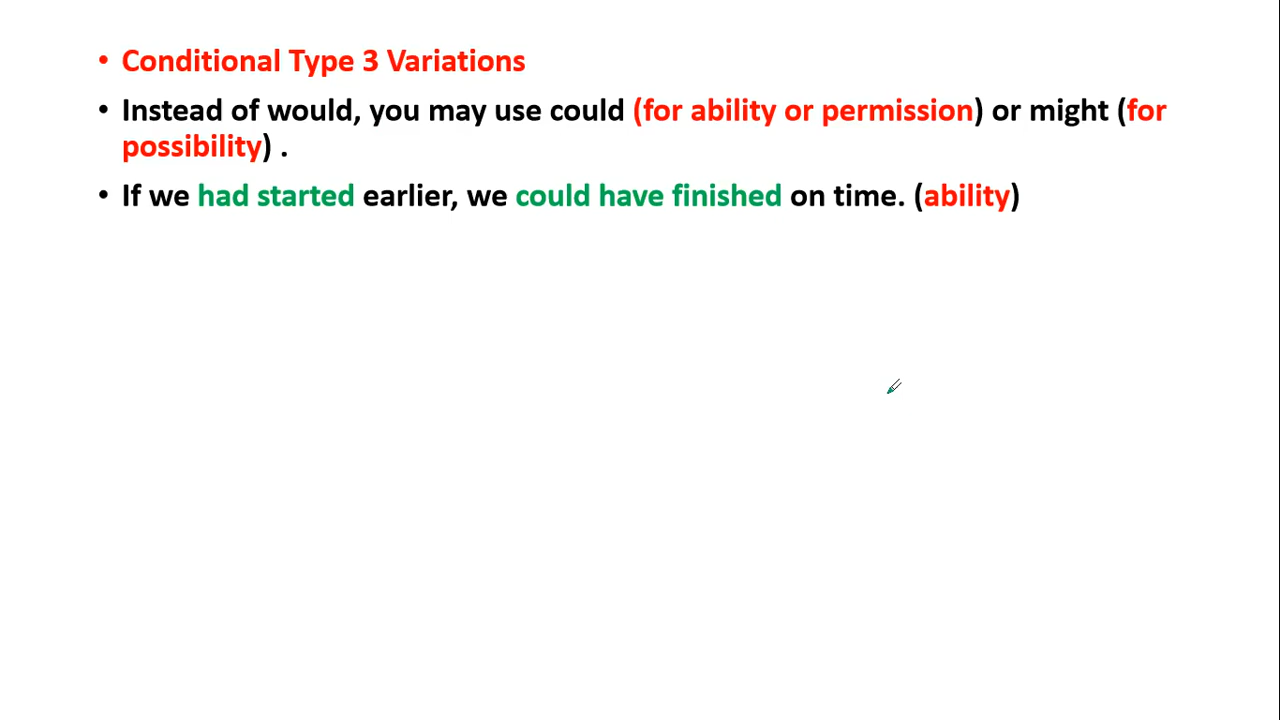 • Conditional Type 3 Variations
• Instead of would, you may use could (for ability or permission) or might (for
possibility) .
• If we had started earlier, we could have finished on time. (ability)